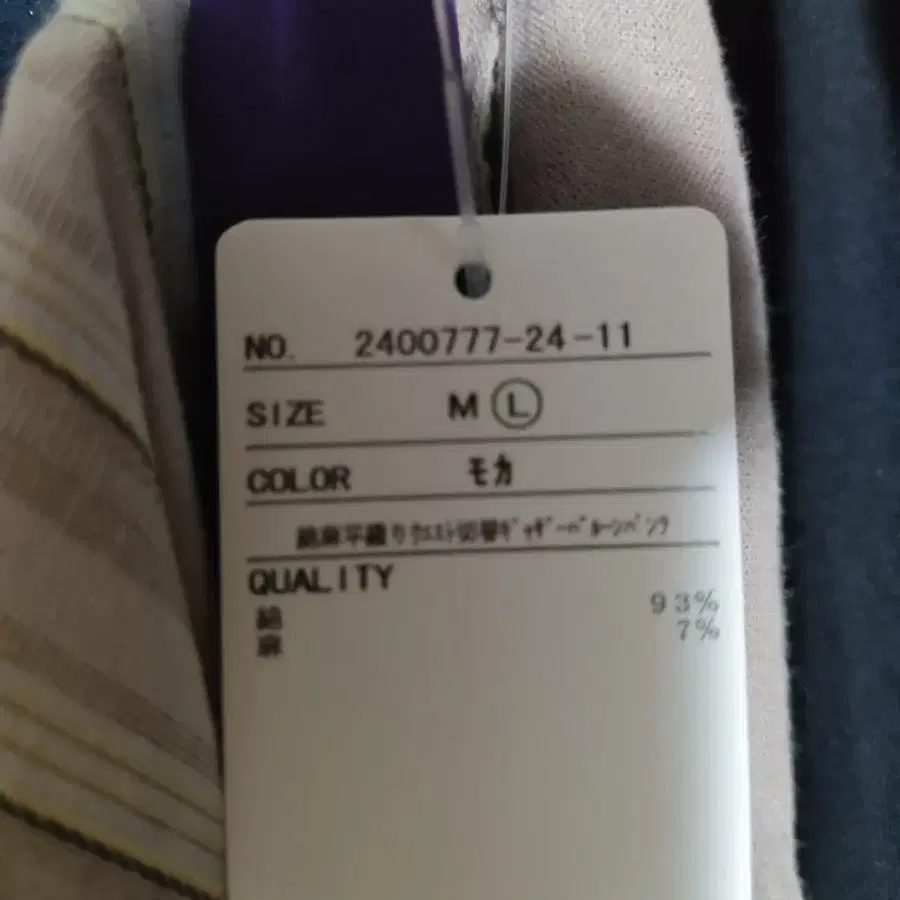 NO. 2400777-24-11
SIZE M L
COLOR モカ
綿麻平織りウエスト切替ギャザーバルーンパンツ
QUALITY
綿 93%
麻 7%